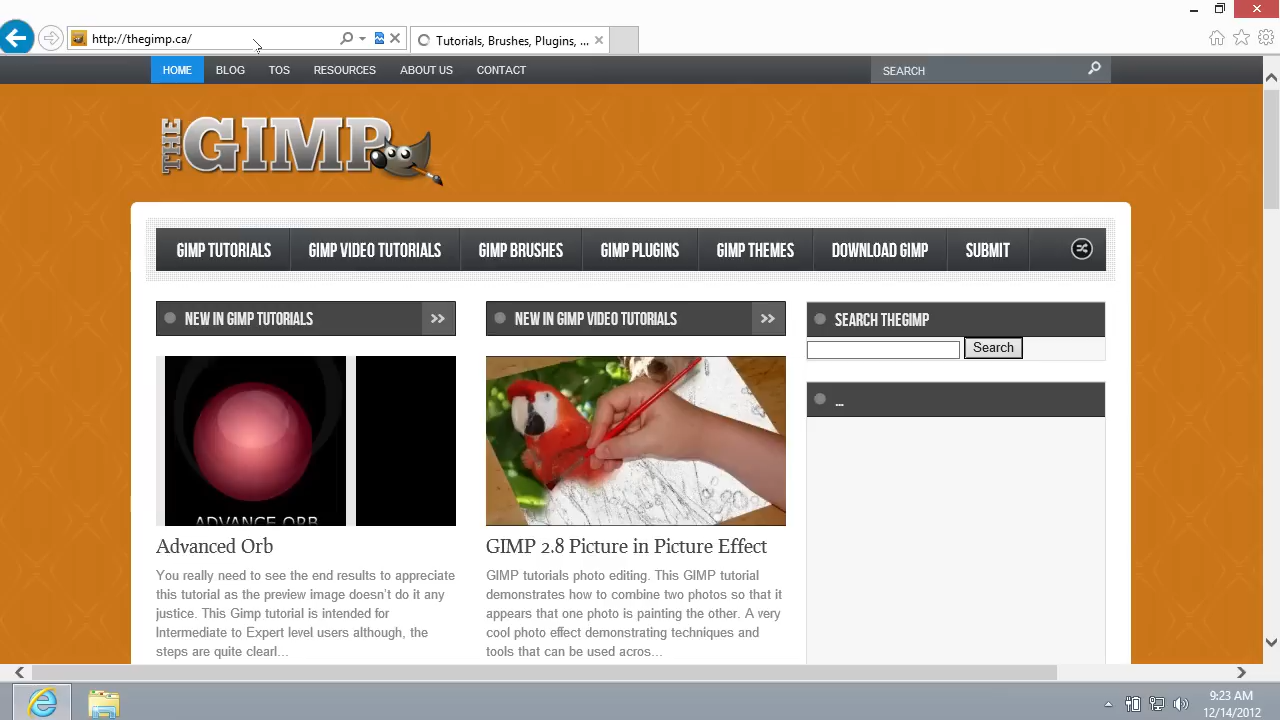 http://thegimp.ca/
Tutorials, Brushes, Plugins, ...
HOME BLOG TOS RESOURCES ABOUT US CONTACT
SEARCH
THE GIMP
GIMP TUTORIALS GIMP VIDEO TUTORIALS GIMP BRUSHES GIMP PLUGINS GIMP THEMES DOWNLOAD GIMP SUBMIT
NEW IN GIMP TUTORIALS
NEW IN GIMP VIDEO TUTORIALS
SEARCH THEGIMP
Search
...
ADVANCE ORB
Advanced Orb
You really need to see the end results to appreciate
this tutorial as the preview image doesn't do it any
justice. This Gimp tutorial is intended for
Intermediate to Expert level users although, the
steps are quite clearl...
GIMP 2.8 Picture in Picture Effect
GIMP tutorials photo editing. This GIMP tutorial
demonstrates how to combine two photos so that it
appears that one photo is painting the other. A very
cool photo effect demonstrating techniques and
tools that can be used acros...
9:23 AM
12/14/2012